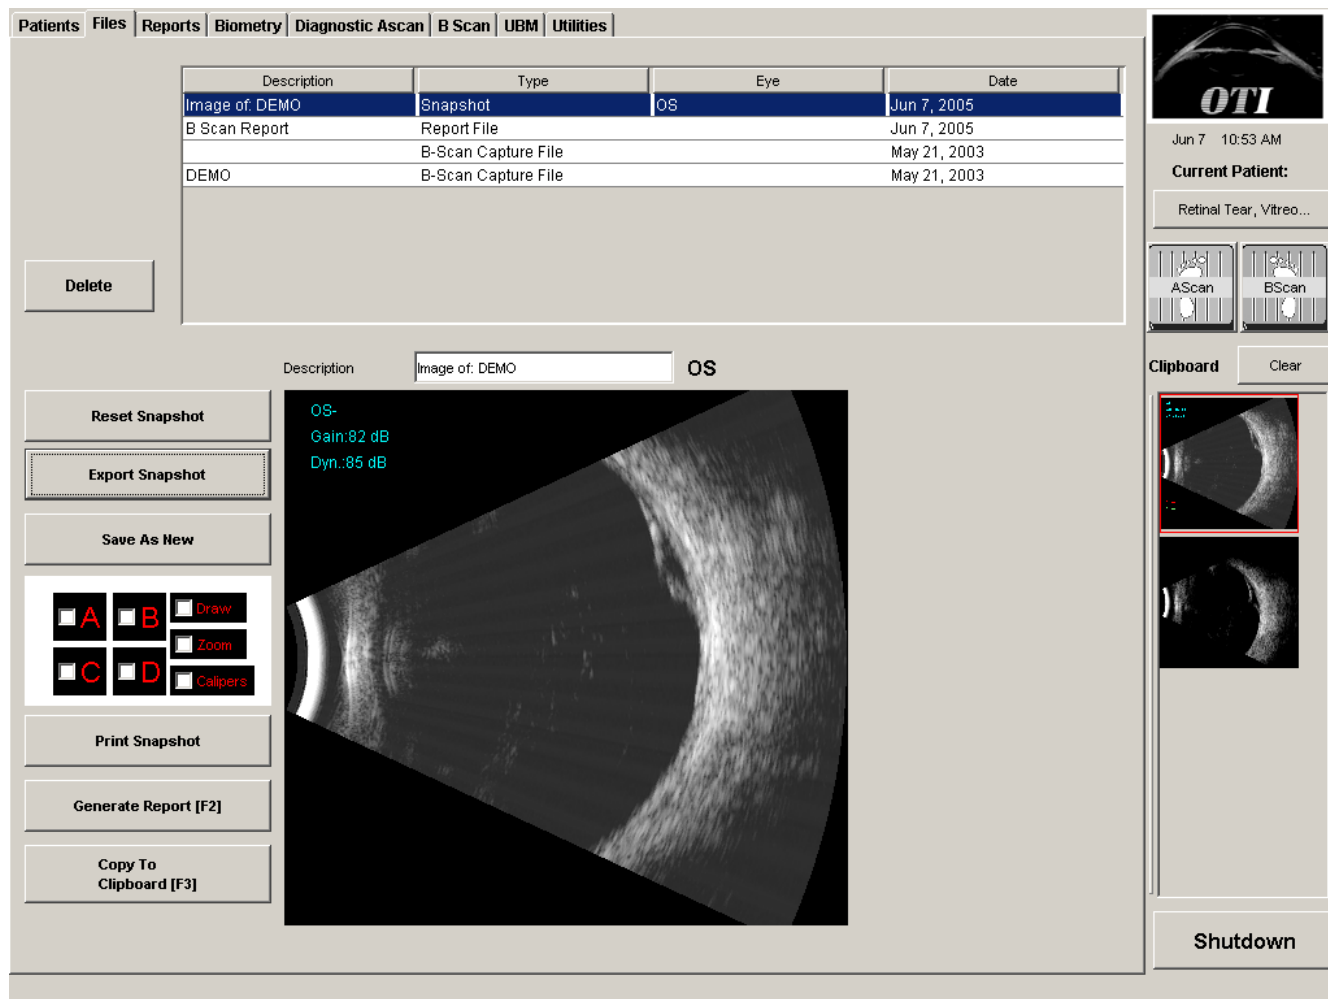 Patients Files Reports Biometry Diagnostic Ascan B Scan UBM Utilities
Description Type Eye Date
Image of: DEMO Snapshot OS Jun 7, 2005
B Scan Report Report File Jun 7, 2005
B-Scan Capture File May 21, 2003
DEMO B-Scan Capture File May 21, 2003
Delete
Description Image of: DEMO OS
Reset Snapshot
Export Snapshot
Save As New
A B Draw
Zoom
C D Calipers
Print Snapshot
Generate Report [F2]
Copy To
Clipboard [F3]
OS-
Gain:82 dB
Dyn.:85 dB
OTI
Jun 7 10:53 AM
Current Patient:
Retinal Tear, Vitreo...
AScan BScan
Clipboard Clear
Shutdown